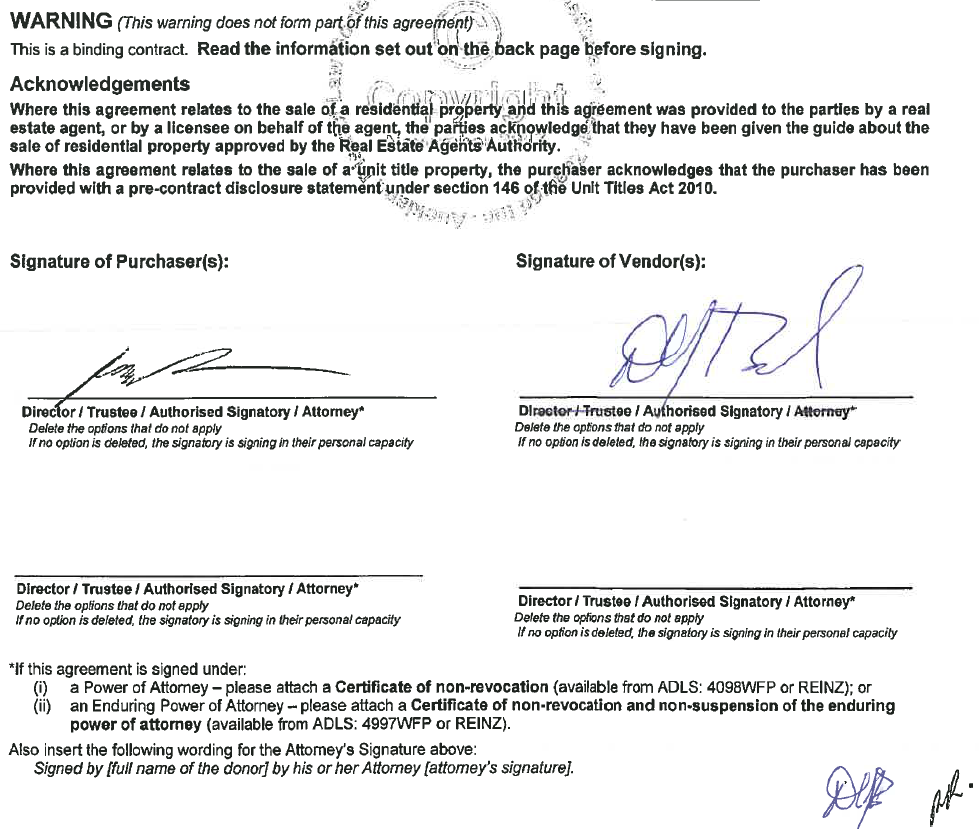 WARNING (This warning does not form part of this agreement)
This is a binding contract. Read the information set out on the back page before signing.
Acknowledgements
Where this agreement relates to the sale of a residential property and this agreement was provided to the parties by a real
estate agent, or by a licensee on behalf of the agent, the parties acknowledge that they have been given the guide about the
sale of residential property approved by the Real Estate Agents Authority.
Where this agreement relates to the sale of a unit title property, the purchaser acknowledges that the purchaser has been
provided with a pre-contract disclosure statement under section 146 of the Unit Titles Act 2010.
Copyright
Signature of Purchaser(s): Signature of Vendor(s):
Director / Trustee / Authorised Signatory / Attorney* Director / Trustee / Authorised Signatory / Attorney*
Delete the options that do not apply Delete the options that do not apply
If no option is deleted, the signatory is signing in their personal capacity If no option is deleted, the signatory is signing in their personal capacity
Director / Trustee / Authorised Signatory / Attorney* Director / Trustee / Authorised Signatory / Attorney*
Delete the options that do not apply Delete the options that do not apply
If no option is deleted, the signatory is signing in their personal capacity If no option is deleted, the signatory is signing in their personal capacity
*If this agreement is signed under:
(i) a Power of Attorney – please attach a Certificate of non-revocation (available from ADLS: 4098WFP or REINZ); or
(ii) an Enduring Power of Attorney – please attach a Certificate of non-revocation and non-suspension of the enduring
power of attorney (available from ADLS: 4997WFP or REINZ).
Also insert the following wording for the Attorney's Signature above:
Signed by [full name of the donor] by his or her Attorney [attorney's signature].